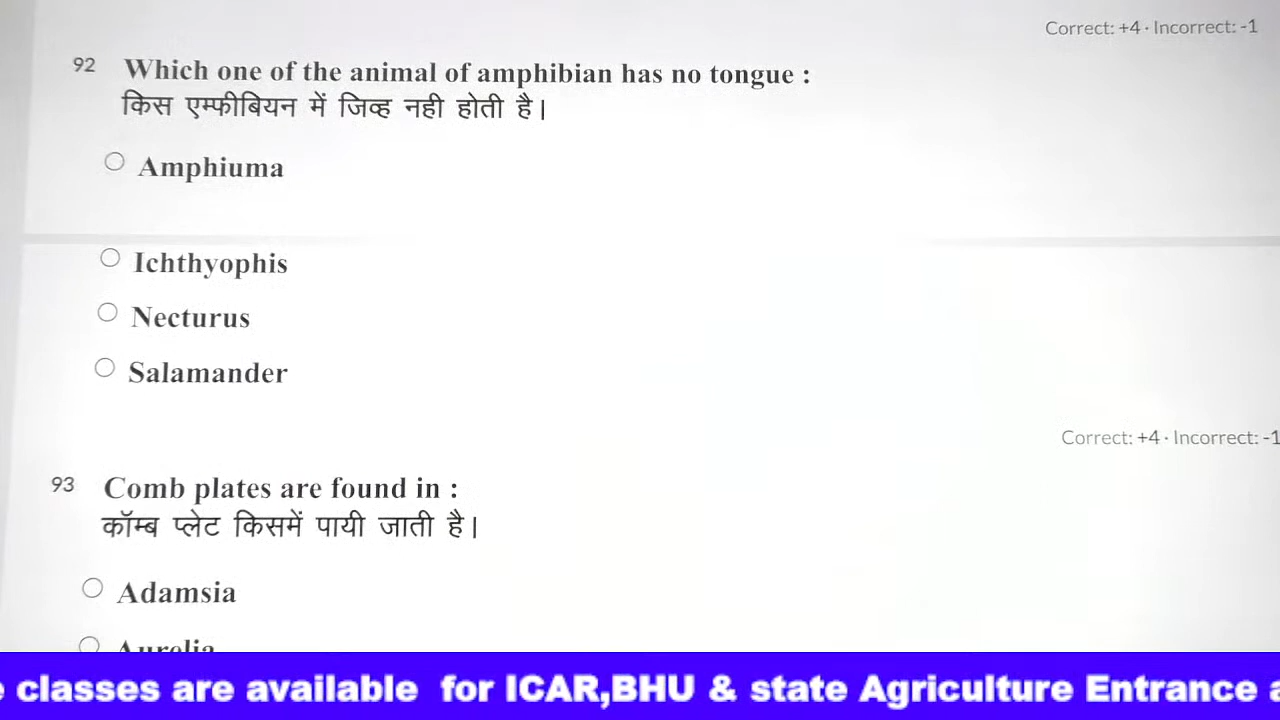 Correct: +4 · Incorrect: -1
92 Which one of the animal of amphibian has no tongue :
किस एम्फीबियन में जिव्ह नही होती है।
Amphiuma
Ichthyophis
Necturus
Salamander
Correct: +4 · Incorrect: -1
93 Comb plates are found in :
कॉम्ब प्लेट किसमें पायी जाती है।
Adamsia
Aurelia
classes are available for ICAR,BHU & state Agriculture Entrance